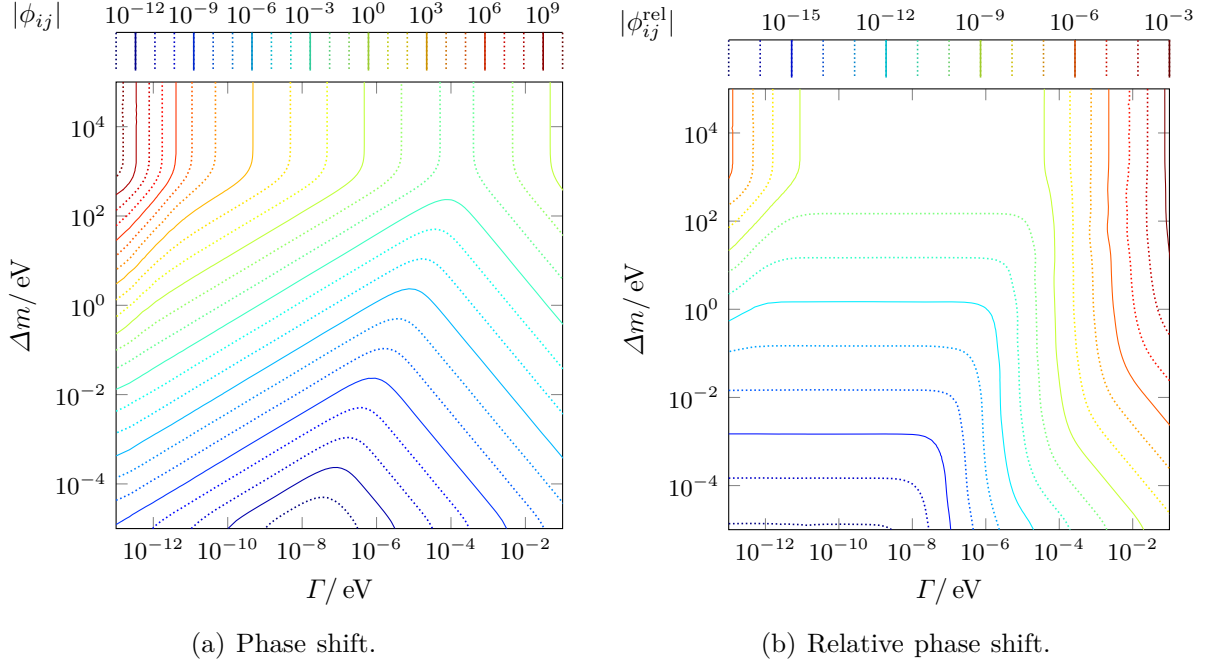 |ϕ_{ij}| 10^{−12} 10^{−9} 10^{−6} 10^{−3} 10^{0} 10^{3} 10^{6} 10^{9}
10^{4}
10^{2}
10^{0}
10^{−2}
10^{−4}
Δm/ eV
10^{−12} 10^{−10} 10^{−8} 10^{−6} 10^{−4} 10^{−2}
Γ/ eV
(a) Phase shift.
|ϕ_{ij}^{rel}| 10^{−15} 10^{−12} 10^{−9} 10^{−6} 10^{−3}
10^{4}
10^{2}
10^{0}
10^{−2}
10^{−4}
Δm/ eV
10^{−12} 10^{−10} 10^{−8} 10^{−6} 10^{−4} 10^{−2}
Γ/ eV
(b) Relative phase shift.